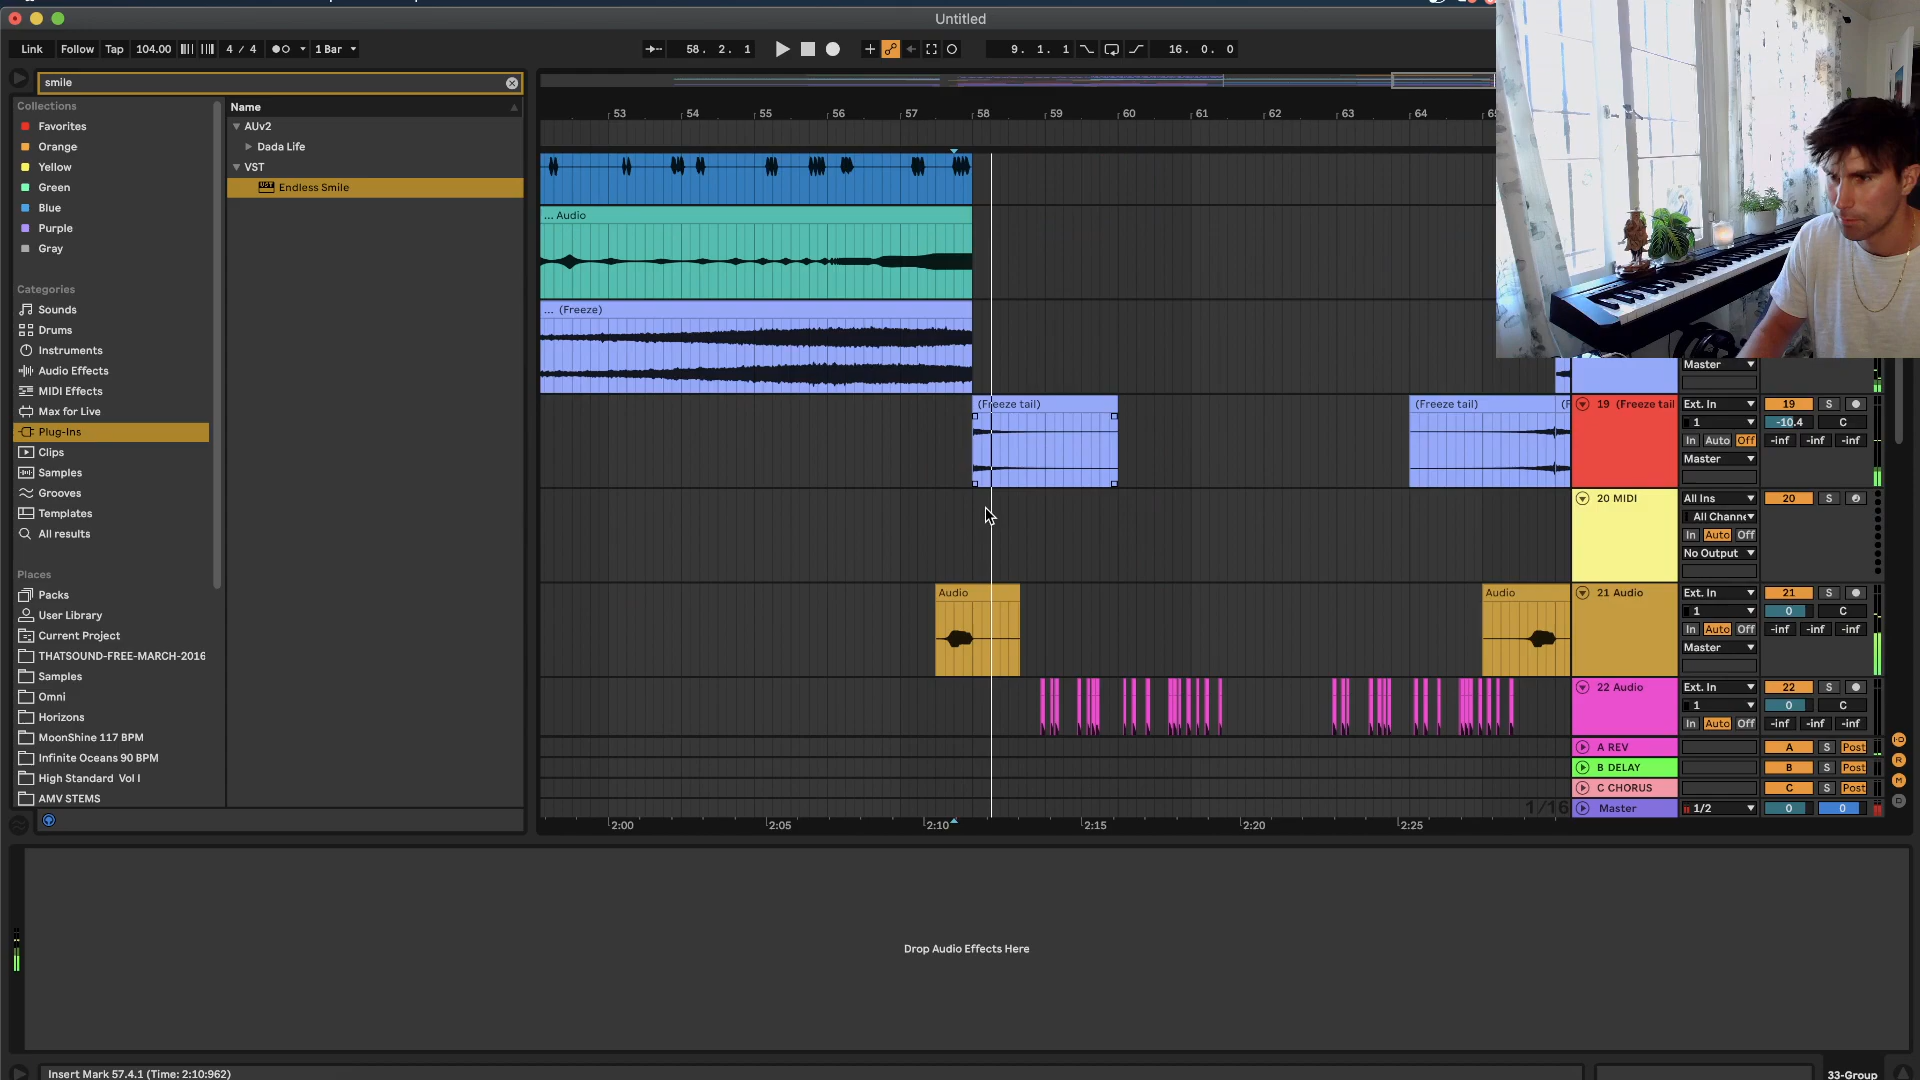 Untitled
Link Follow Tap 104.00 4 / 4 1 Bar 58. 2. 1 9. 1. 1 16. 0. 0
smile
Collections
Favorites
Orange
Yellow
Green
Blue
Purple
Gray
Categories
Sounds
Drums
Instruments
Audio Effects
MIDI Effects
Max for Live
Plug-Ins
Clips
Samples
Grooves
Templates
All results
Places
Packs
User Library
Current Project
THATSOUND-FREE-MARCH-2016
Samples
Omni
Horizons
MoonShine 117 BPM
Infinite Oceans 90 BPM
High Standard Vol I
AMV STEMS
Name
AUv2
Dada Life
VST
Endless Smile
53 54 55 56 57 58 59 60 61 62 63 64 65
... Audio
... (Freeze)
(Freeze tail)
(Freeze tail)
(F
Audio
Audio
1/16
2:00 2:05 2:10 2:15 2:20 2:25
Master
19 (Freeze tail Ext. In 19 S
1 -10.4 C
In Auto Off -inf -inf -inf
Master
20 MIDI All Ins 20 S
All Channe
In Auto Off
No Output
21 Audio Ext. In 21 S
1 0 C
In Auto Off -inf -inf -inf
Master
22 Audio Ext. In 22 S
1 0 C
In Auto Off -inf -inf -inf
A REV A S Post
B DELAY B S Post
C CHORUS C S Post
Master 1/2 0 0
I·O
R
M
D
Drop Audio Effects Here
Insert Mark 57.4.1 (Time: 2:10:962)
33-Group